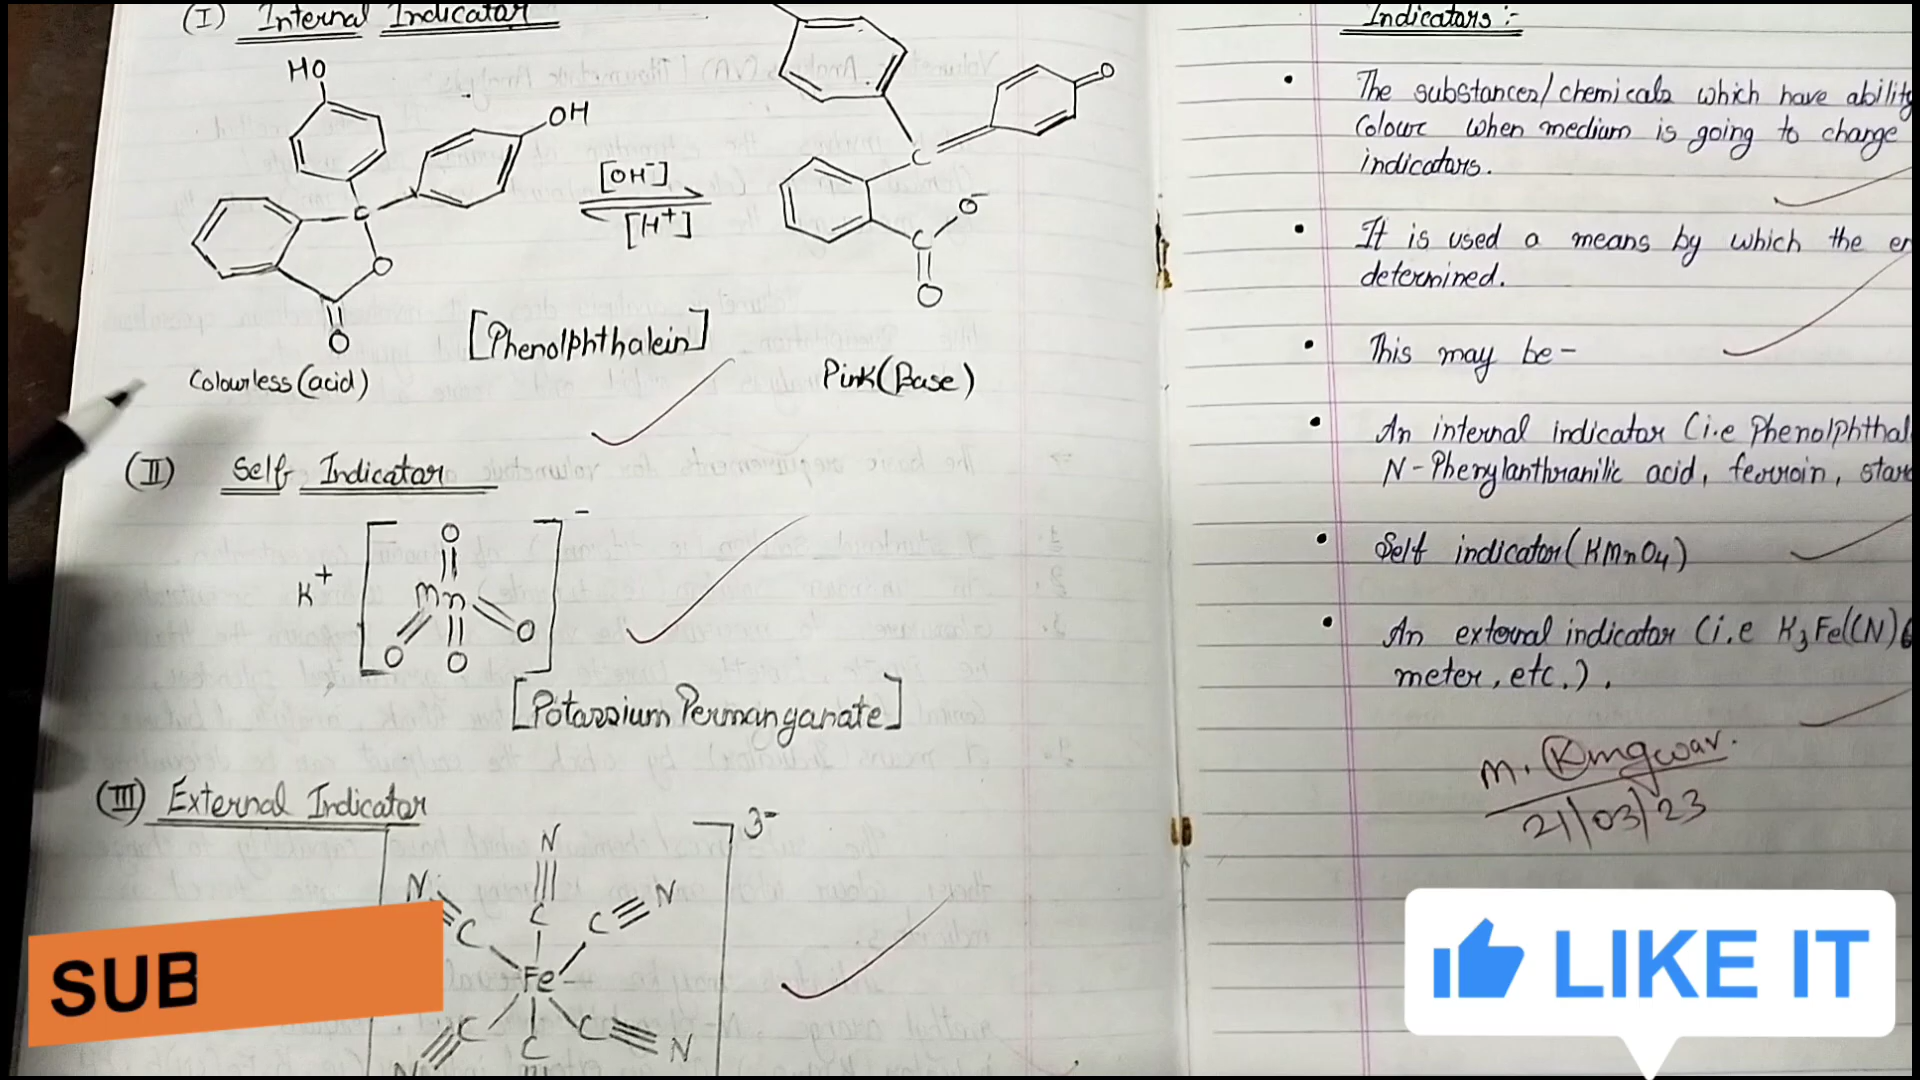 (I) Internal Indicator
HO
OH
C
O
O
[OH⁻]
[H⁺]
O
C
O⁻
C
O
[Phenolphthalein]
Colourless (acid)
Pink (Base)
(II) Self Indicator
K⁺
−
O
Mn
O
O
O
[Potassium Permanganate]
(III) External Indicator
3-
N
N
N
C
C
C
Fe
C
C
C
N
N
Indicators :-
• The substances/chemicals which have ability
Colour when medium is going to change
indicators.
• It is used a means by which the
determined.
• This may be -
• An internal indicator (i.e Phenolphthal
N-Phenylanthranilic acid, ferroin,
• Self indicator (KMnO4)
• An external indicator (i.e K3Fe(CN)6
meter, etc.).
21/03/23
SUB
LIKE IT